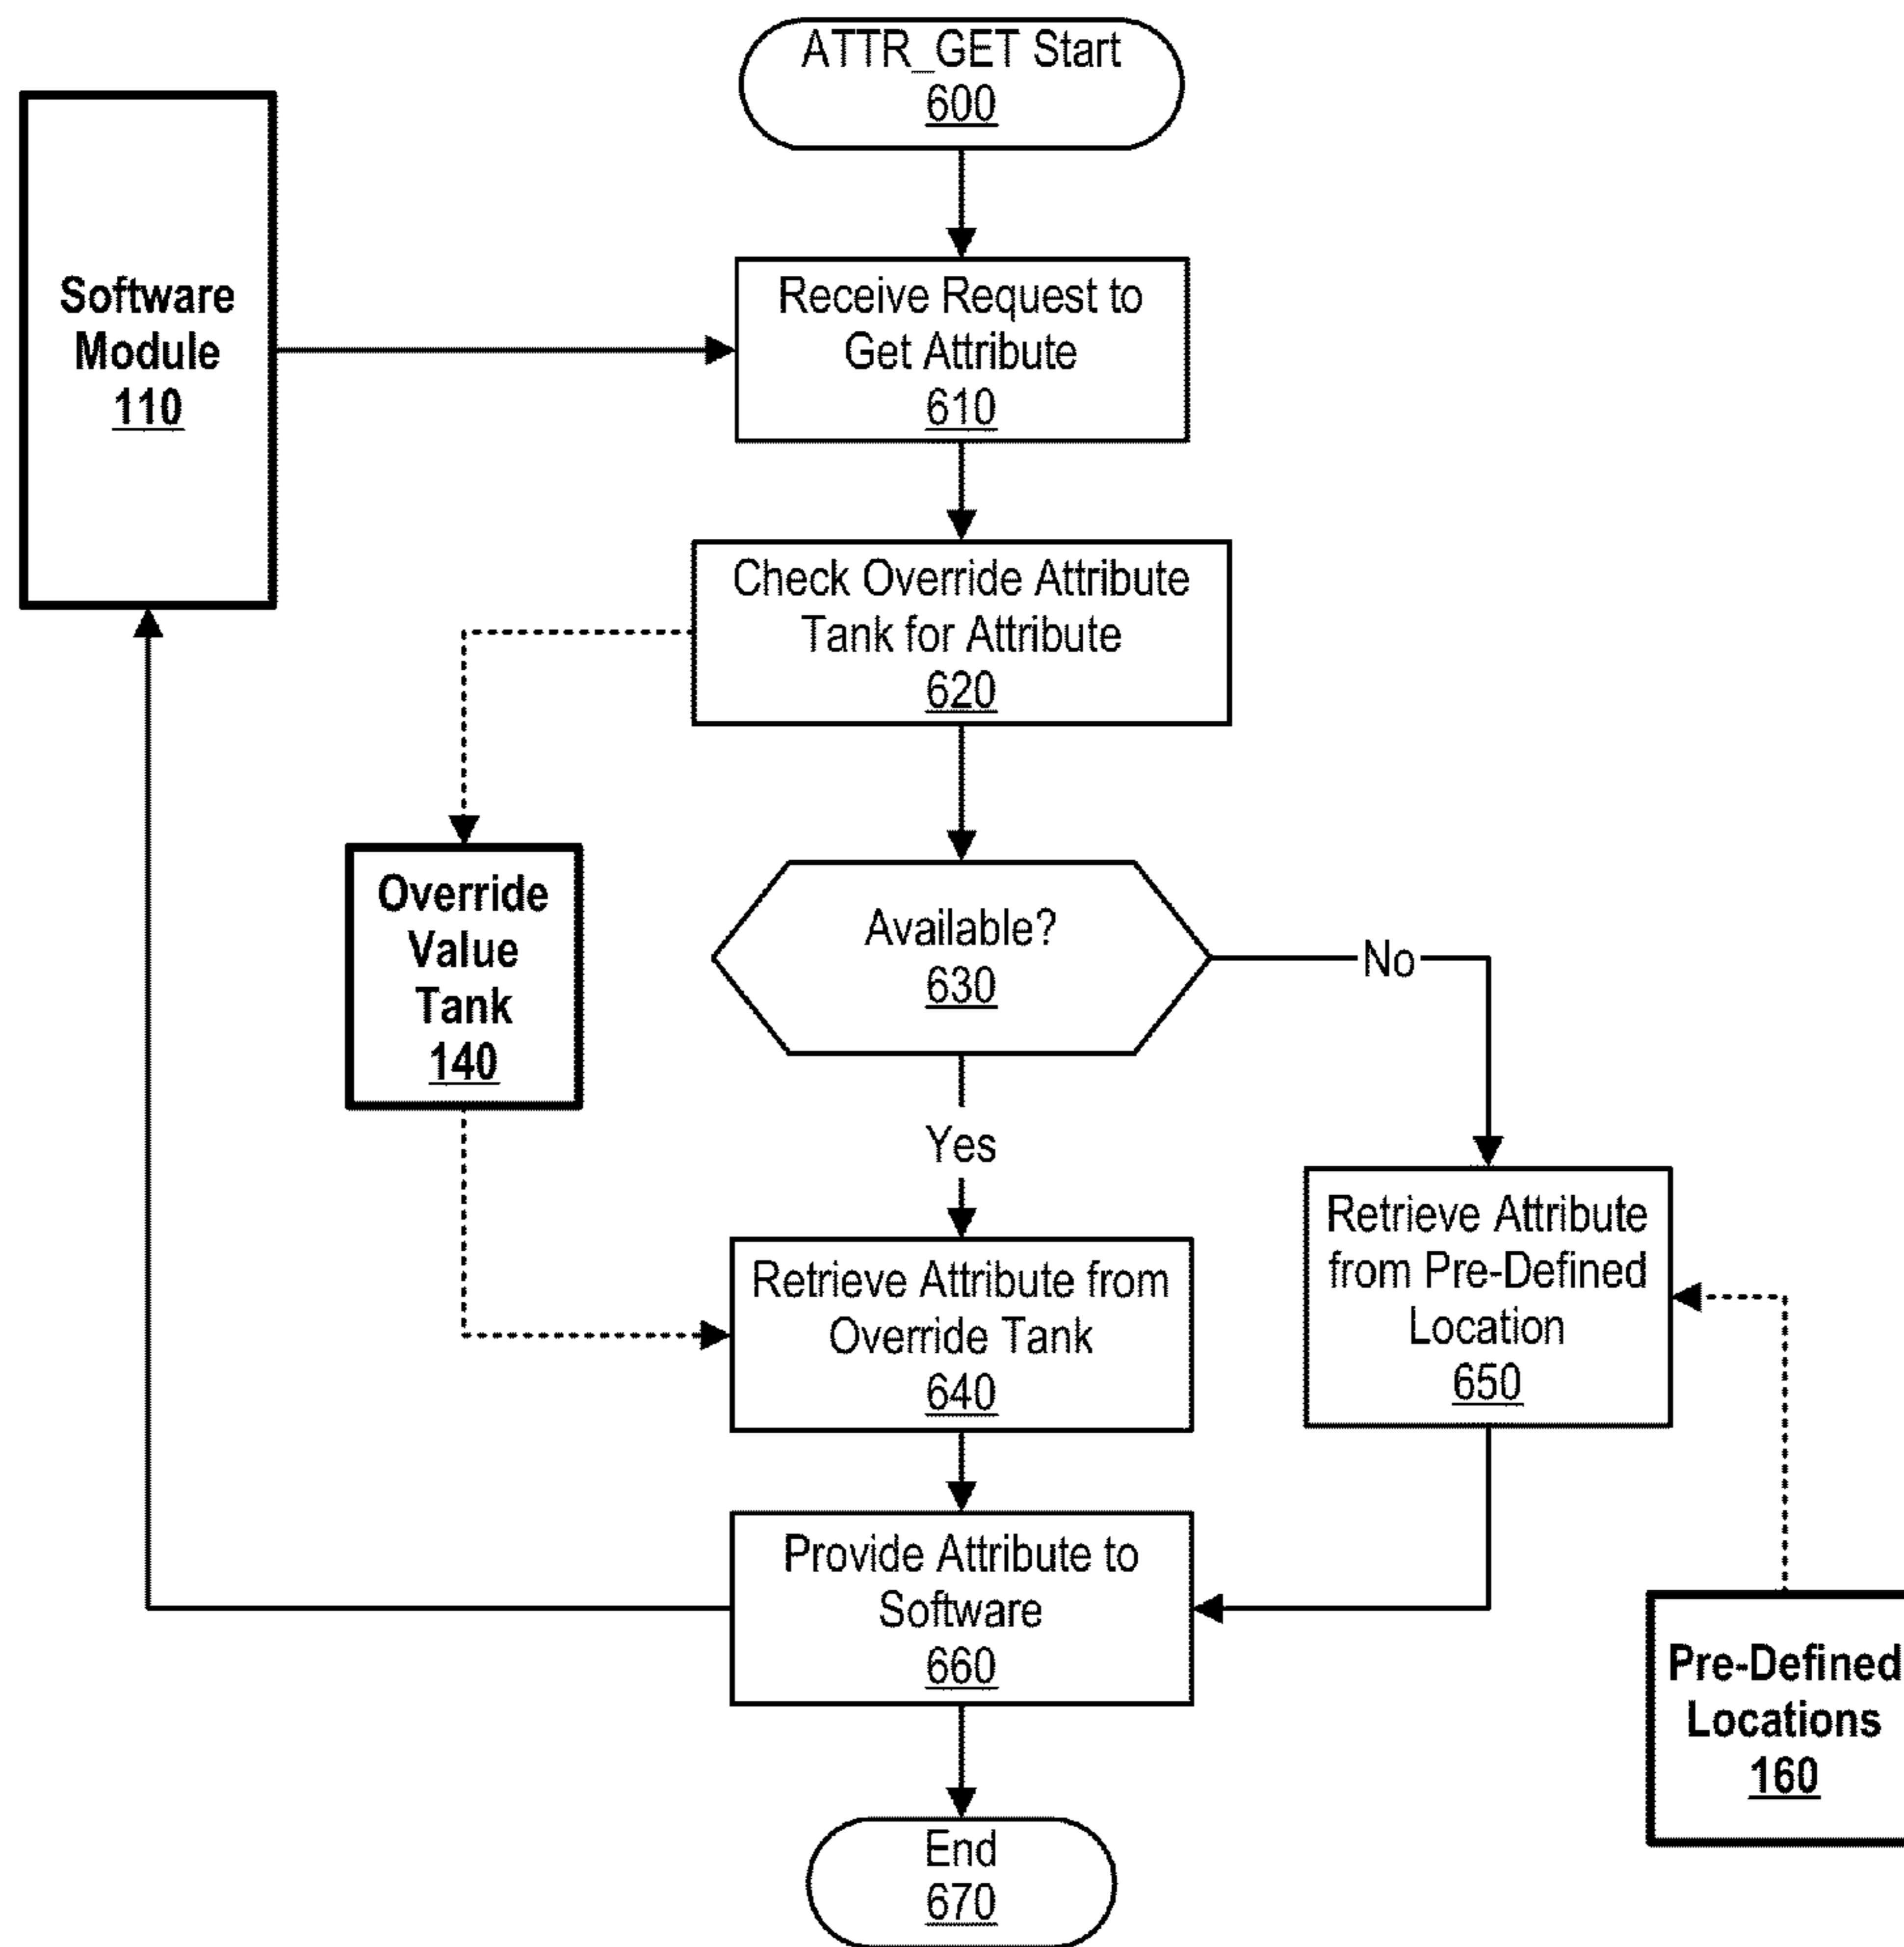 ATTR_GET Start
600
Software
Module
110
Receive Request to
Get Attribute
610
Check Override Attribute
Tank for Attribute
620
Override
Value
Tank
140
Available?
630
No
Yes
Retrieve Attribute from
Override Tank
640
Retrieve Attribute
from Pre-Defined
Location
650
Provide Attribute to
Software
660
Pre-Defined
Locations
160
End
670